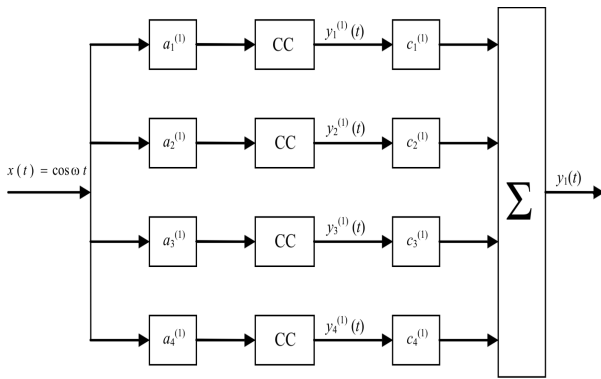 a₁⁽¹⁾ CC y₁⁽¹⁾(t) c₁⁽¹⁾
a₂⁽¹⁾ CC y₂⁽¹⁾(t) c₂⁽¹⁾
x(t) = cosω t ∑ y₁(t)
a₃⁽¹⁾ CC y₃⁽¹⁾(t) c₃⁽¹⁾
a₄⁽¹⁾ CC y₄⁽¹⁾(t) c₄⁽¹⁾